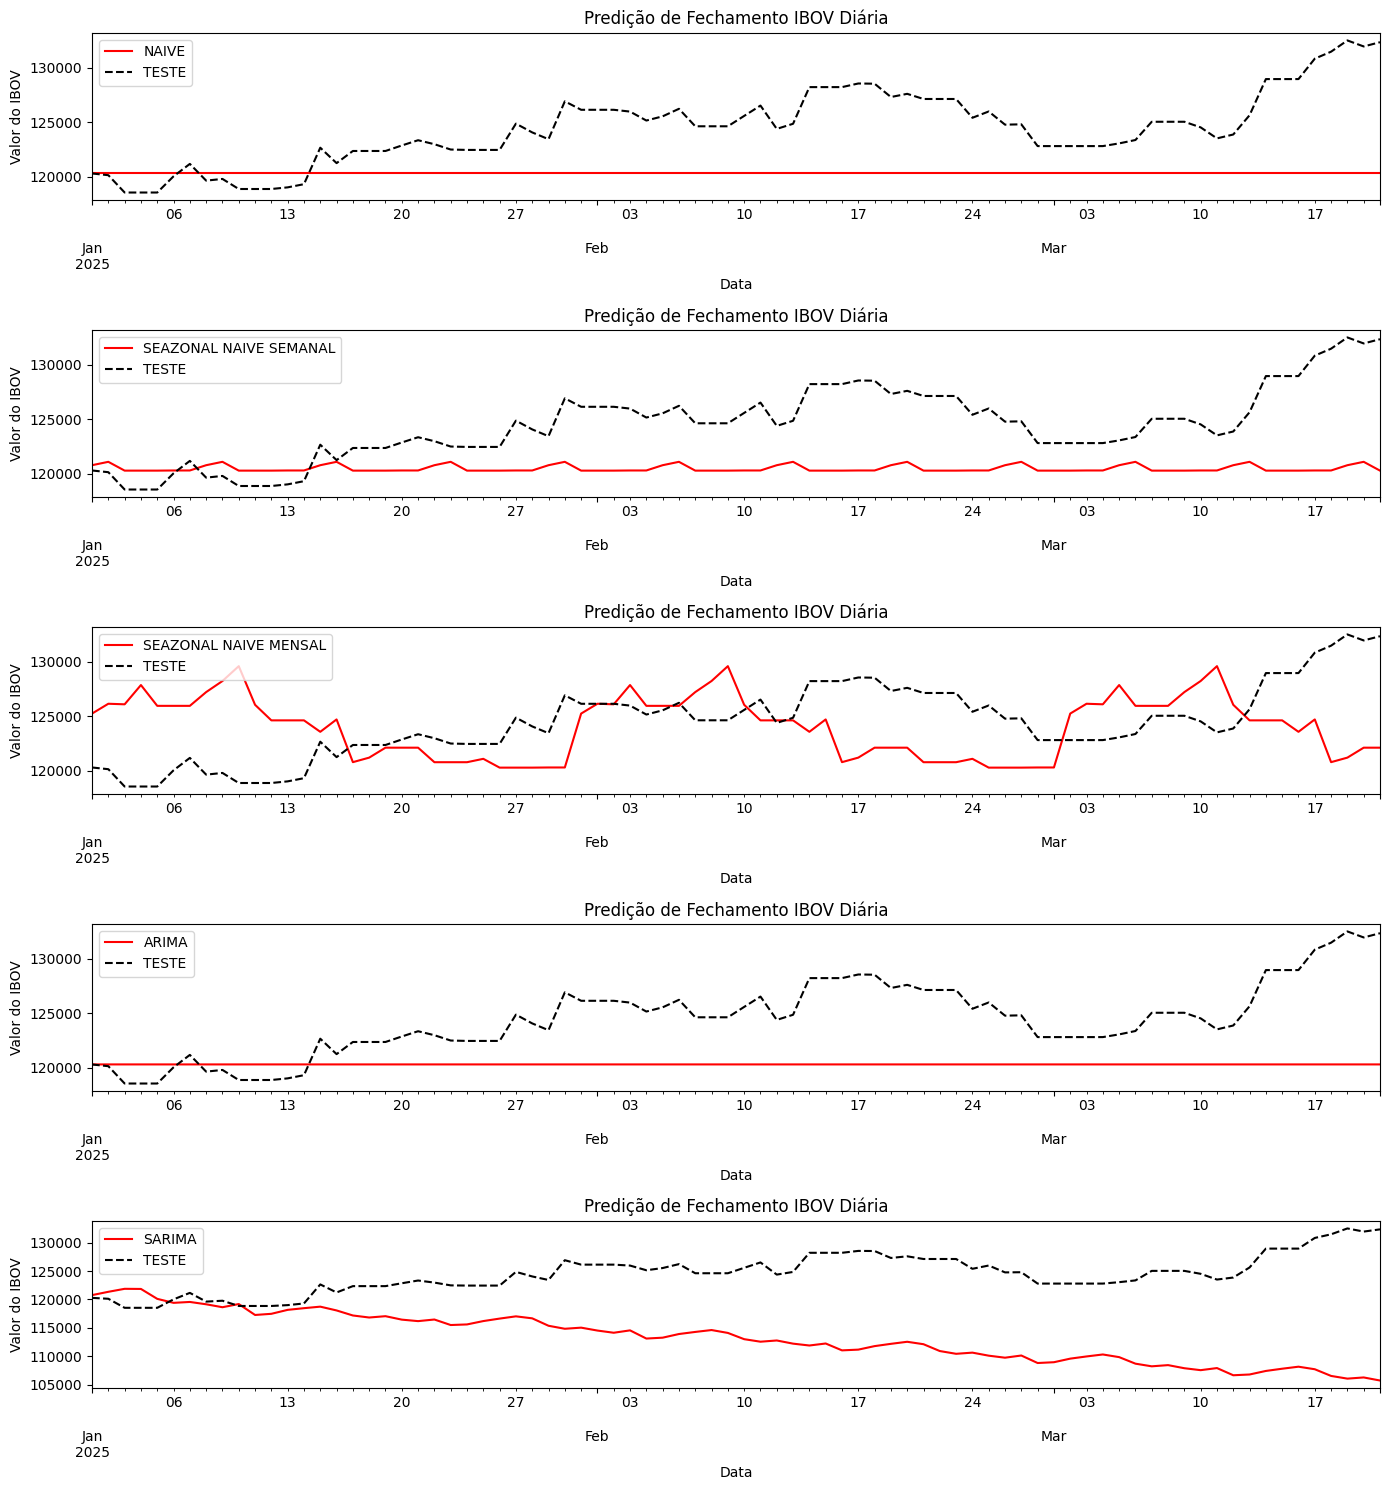 Predição de Fechamento IBOV Diária
NAIVE
TESTE
Valor do IBOV
130000
125000
120000
06 13 20 27 03 10 17 24 03 10 17
Jan Feb Mar
2025
Data
Predição de Fechamento IBOV Diária
SEAZONAL NAIVE SEMANAL
TESTE
Valor do IBOV
130000
125000
120000
06 13 20 27 03 10 17 24 03 10 17
Jan Feb Mar
2025
Data
Predição de Fechamento IBOV Diária
SEAZONAL NAIVE MENSAL
TESTE
Valor do IBOV
130000
125000
120000
06 13 20 27 03 10 17 24 03 10 17
Jan Feb Mar
2025
Data
Predição de Fechamento IBOV Diária
ARIMA
TESTE
Valor do IBOV
130000
125000
120000
06 13 20 27 03 10 17 24 03 10 17
Jan Feb Mar
2025
Data
Predição de Fechamento IBOV Diária
SARIMA
TESTE
Valor do IBOV
130000
125000
120000
115000
110000
105000
06 13 20 27 03 10 17 24 03 10 17
Jan Feb Mar
2025
Data